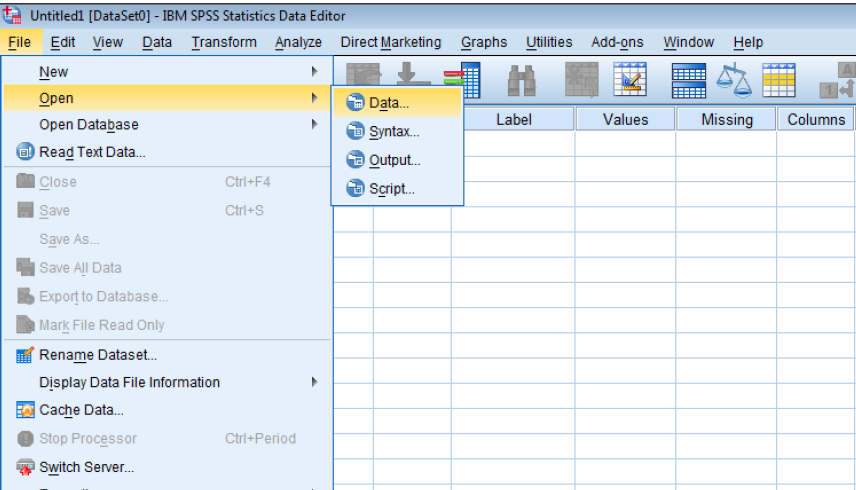 Untitled1 [DataSet0] - IBM SPSS Statistics Data Editor
File Edit View Data Transform Analyze Direct Marketing Graphs Utilities Add-ons Window Help
New
Open
Open Database
Read Text Data...
Close Ctrl+F4
Save Ctrl+S
Save As...
Save All Data
Export to Database...
Mark File Read Only
Rename Dataset...
Display Data File Information
Cache Data...
Stop Processor Ctrl+Period
Switch Server...
Data...
Syntax...
Output...
Script...
Label Values Missing Columns